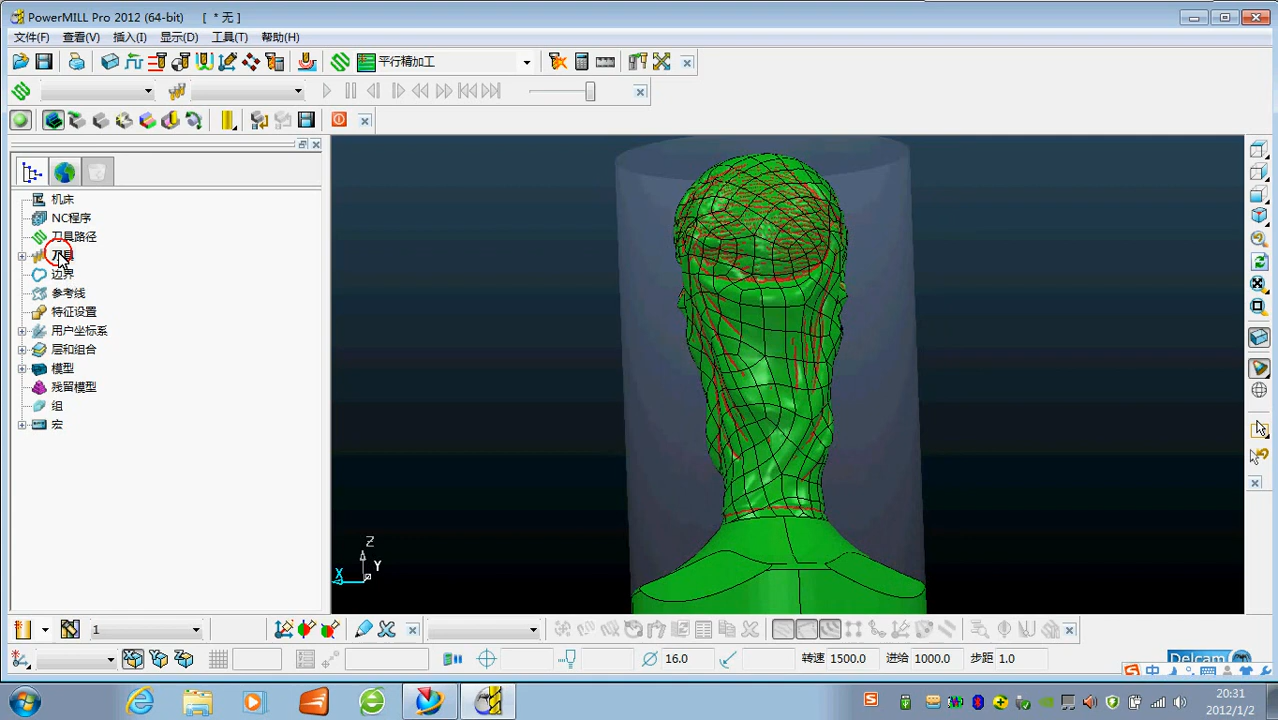 PowerMILL Pro 2012 (64-bit) [ * 无 ]
文件(F) 查看(V) 插入(I) 显示(D) 工具(T) 帮助(H)
平行精加工
机床
NC程序
刀具路径
刀具
边界
参考线
特征设置
用户坐标系
层和组合
模型
残留模型
组
宏
Z
Y
X
1
16.0 转速 1500.0 进给 1000.0 步距 1.0
Delcam
中
20:31
2012/1/2